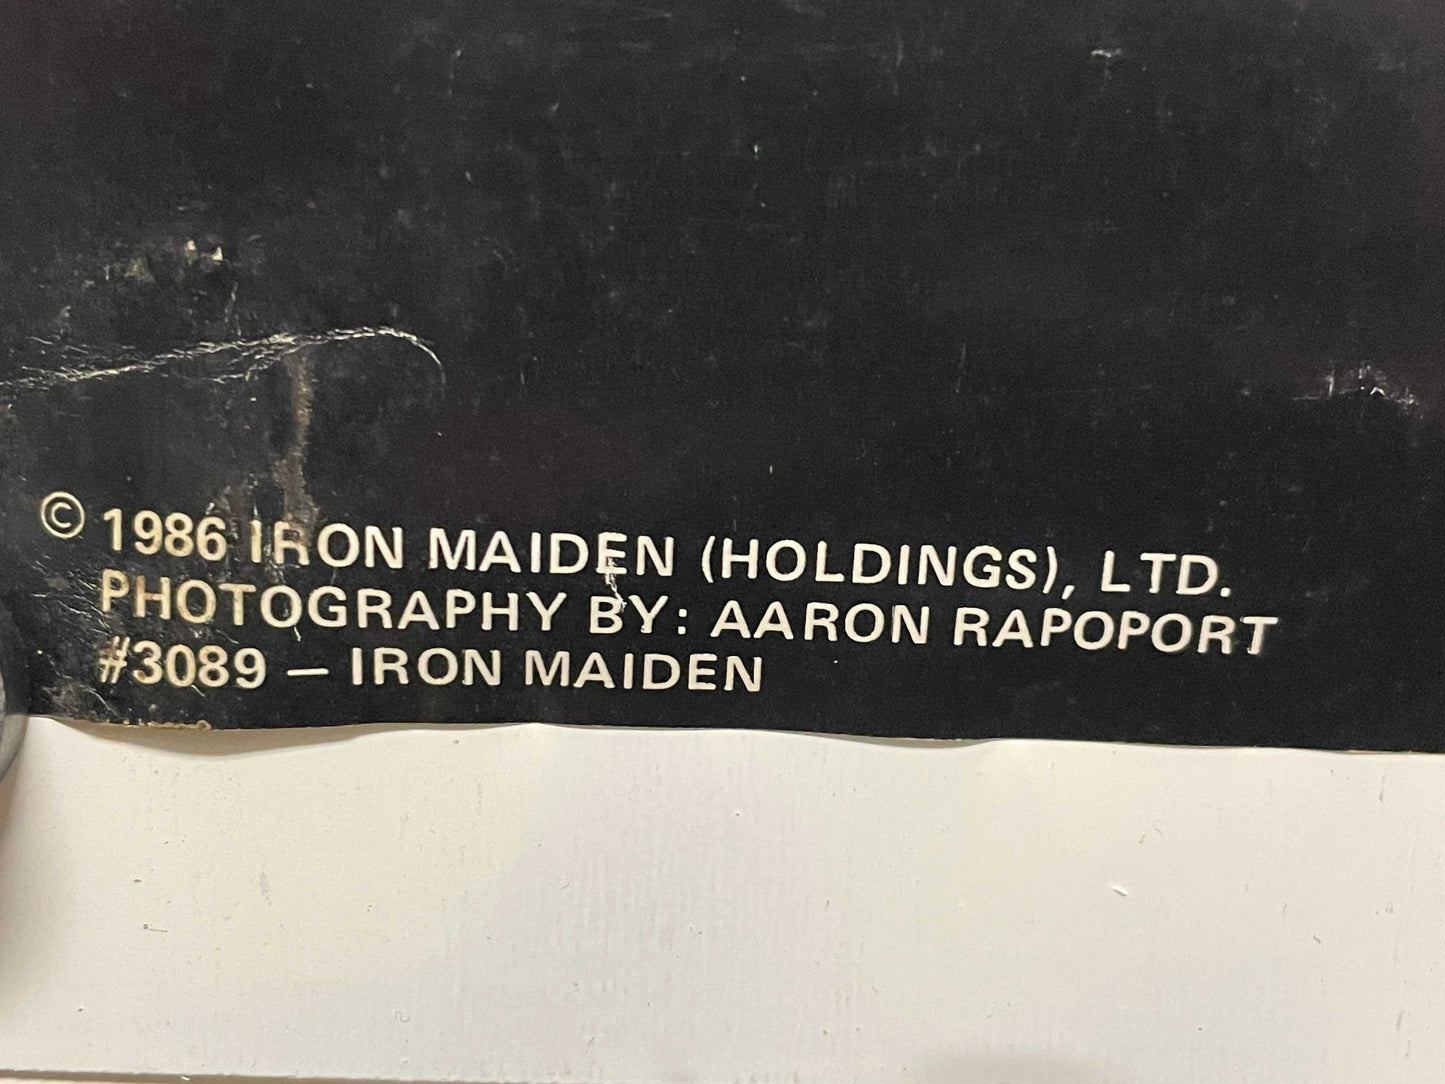 © 1986 IRON MAIDEN (HOLDINGS), LTD.
PHOTOGRAPHY BY: AARON RAPOPORT
#3089 — IRON MAIDEN